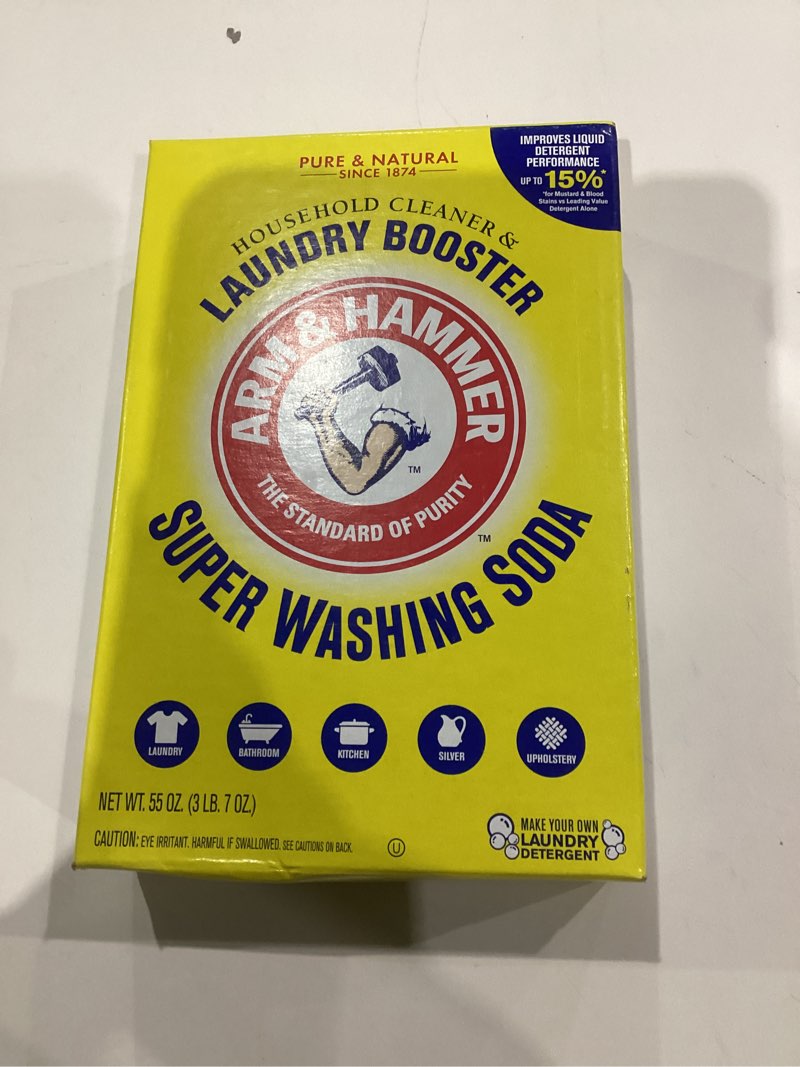 PURE & NATURAL
SINCE 1874
IMPROVES LIQUID
DETERGENT
PERFORMANCE
UP TO 15%*
*for Mustard & Blood
Stains vs Leading Value
Detergent Alone
HOUSEHOLD CLEANER &
LAUNDRY BOOSTER
ARM & HAMMER
TM
THE STANDARD OF PURITY
TM
SUPER WASHING SODA
LAUNDRY
BATHROOM
KITCHEN
SILVER
UPHOLSTERY
NET WT. 55 OZ. (3 LB. 7 OZ.)
CAUTION: EYE IRRITANT. HARMFUL IF SWALLOWED. SEE CAUTIONS ON BACK.
U
MAKE YOUR OWN
LAUNDRY
DETERGENT